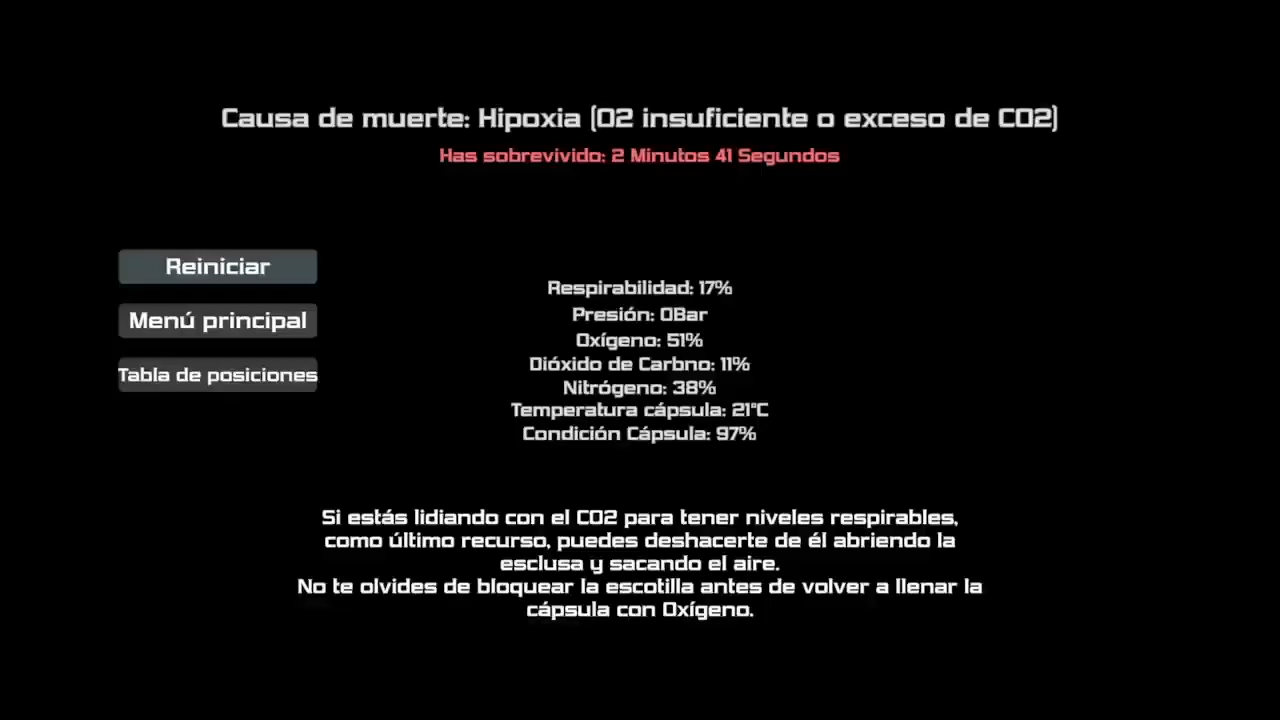 Causa de muerte: Hipoxia (O2 insuficiente o exceso de CO2)
Has sobrevivido: 2 Minutos 41 Segundos
Reiniciar
Menú principal
Tabla de posiciones
Respirabilidad: 17%
Presión: 0Bar
Oxígeno: 51%
Dióxido de Carbno: 11%
Nitrógeno: 38%
Temperatura cápsula: 21°C
Condición Cápsula: 97%
Si estás lidiando con el CO2 para tener niveles respirables,
como último recurso, puedes deshacerte de él abriendo la
esclusa y sacando el aire.
No te olvides de bloquear la escotilla antes de volver a llenar la
cápsula con Oxígeno.